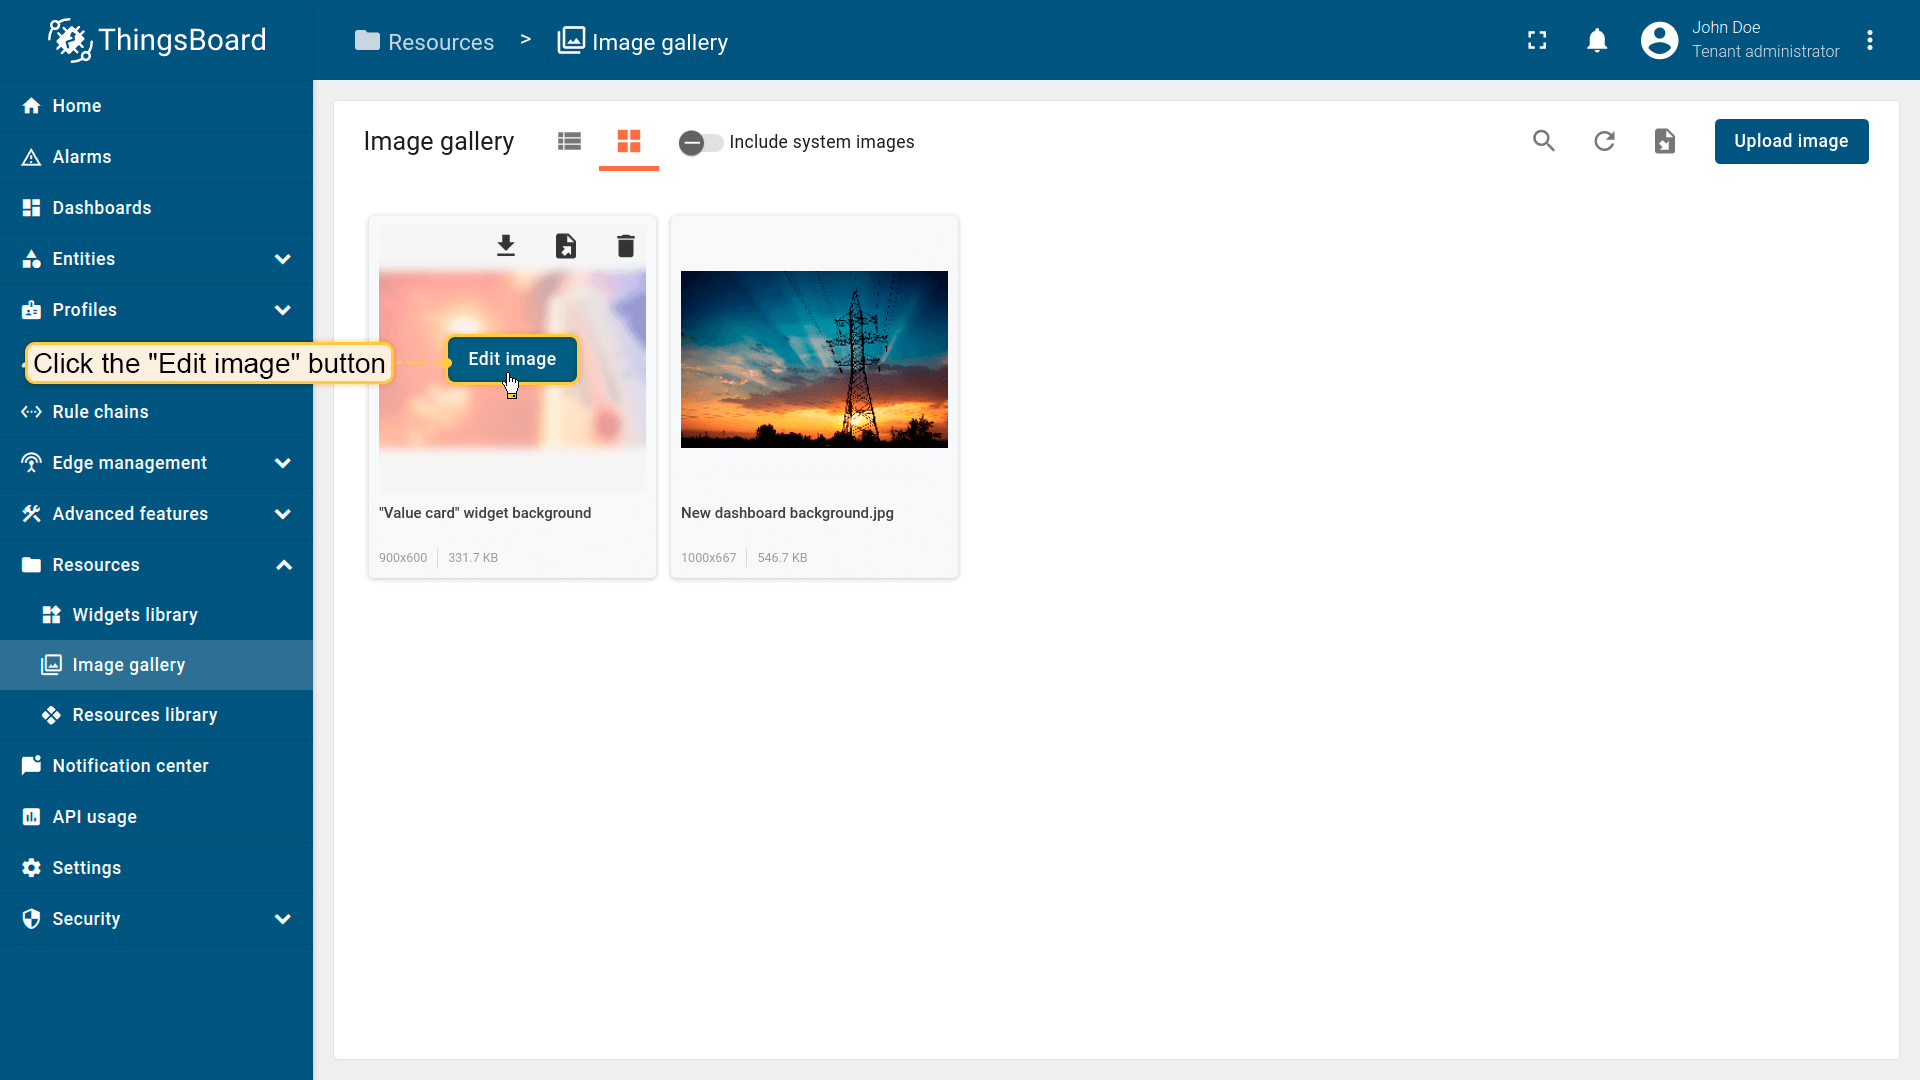 ThingsBoard
Resources > Image gallery
John Doe
Tenant administrator
Home
Alarms
Dashboards
Entities
Profiles
Click the "Edit image" button
Rule chains
Edge management
Advanced features
Resources
Widgets library
Image gallery
Resources library
Notification center
API usage
Settings
Security
Image gallery
Include system images
Upload image
Edit image
"Value card" widget background
900x600
331.7 KB
New dashboard background.jpg
1000x667
546.7 KB